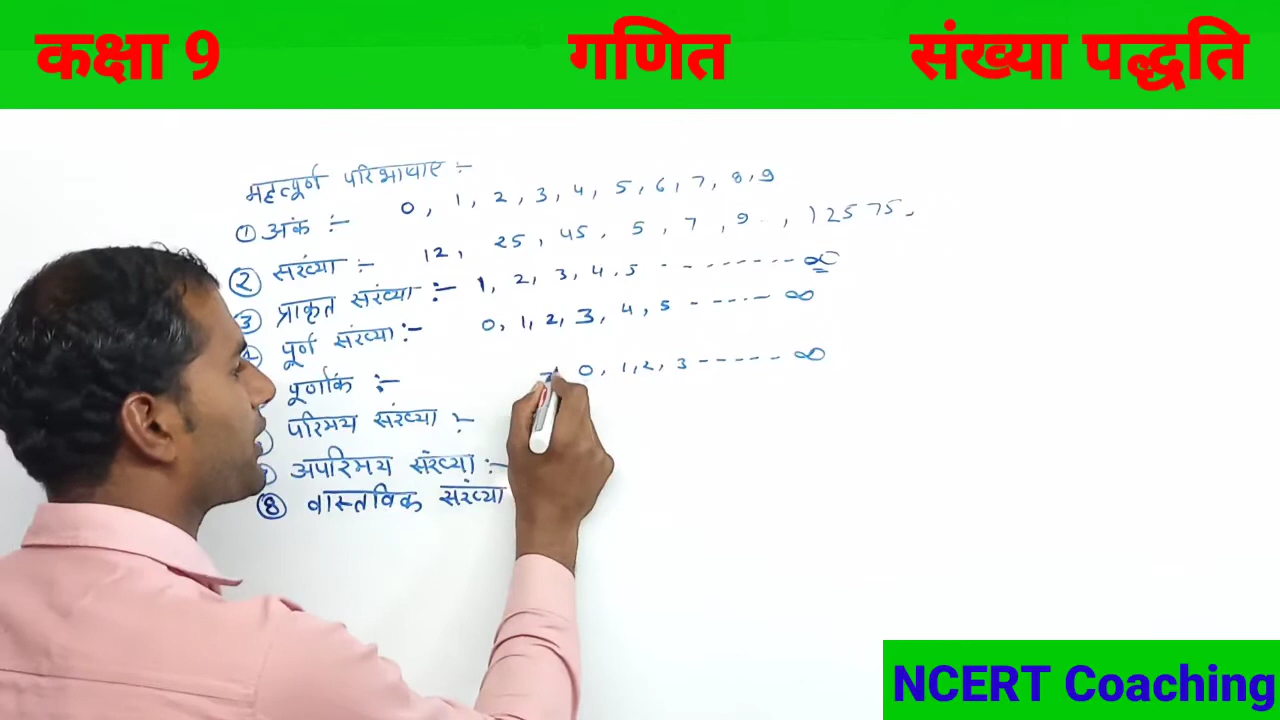 कक्षा 9 गणित संख्या पद्धति
महत्पूर्ण परिभाषाए :-
① अंक :- 0, 1, 2, 3, 4, 5, 6, 7, 8, 9
② संख्या :- 12, 25, 45, 5, 7, 9.., 12575,
③ प्राकृत संख्या :- 1, 2, 3, 4, 5 - - - - - - - - ∞
पूर्ण संख्या :- 0, 1, 2, 3, 4, 5 - - - - - ∞
पूर्णांक :- 0, 1, 2, 3 - - - - - ∞
परिमय संख्या :-
अपरिमय संख्या :-
⑧ वास्तविक संख्या
NCERT Coaching